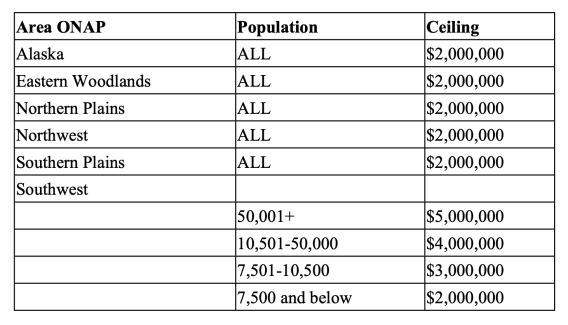 Area ONAP Population Ceiling
Alaska ALL $2,000,000
Eastern Woodlands ALL $2,000,000
Northern Plains ALL $2,000,000
Northwest ALL $2,000,000
Southern Plains ALL $2,000,000
Southwest
50,001+ $5,000,000
10,501-50,000 $4,000,000
7,501-10,500 $3,000,000
7,500 and below $2,000,000